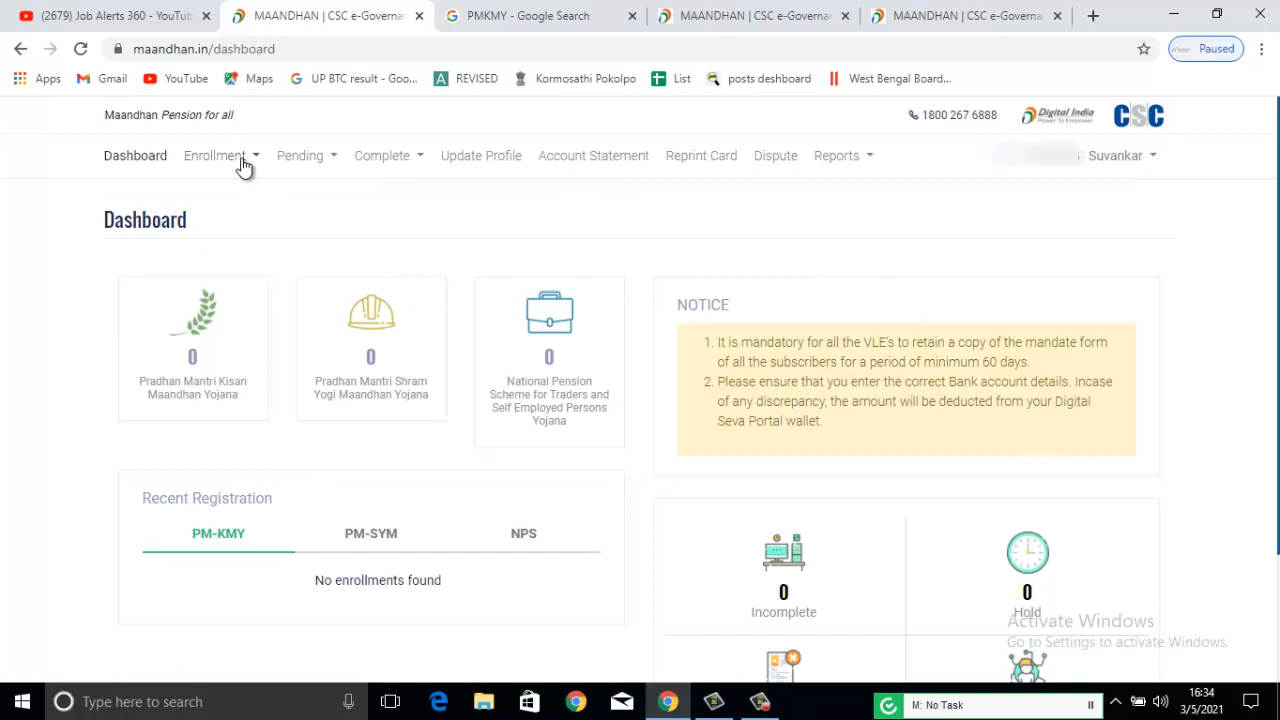 (2679) Job Alerts 360 - YouTub
MAANDHAN | CSC e-Governa
PMKMY - Google Search
MAANDHAN | CSC e-Governa
MAANDHAN | CSC e-Governa
maandhan.in/dashboard
Paused
Apps
Gmail
YouTube
Maps
UP BTC result - Goo...
REVISED
Kormosathi Pokolpo
List
posts deshboard
West Bengal Board...
Maandhan Pension for all
1800 267 6888
Digital India
Power To Empower
CSC
Dashboard
Enrollment
Pending
Complete
Update Profile
Account Statement
Reprint Card
Dispute
Reports
Suvankar
Dashboard
0
Pradhan Mantri Kisan
Maandhan Yojana
0
Pradhan Mantri Shram
Yogi Maandhan Yojana
0
National Pension
Scheme for Traders and
Self Employed Persons
Yojana
NOTICE
1. It is mandatory for all the VLE's to retain a copy of the mandate form
of all the subscribers for a period of minimum 60 days.
2. Please ensure that you enter the correct Bank account details. Incase
of any discrepancy, the amount will be deducted from your Digital
Seva Portal wallet.
Recent Registration
PM-KMY
PM-SYM
NPS
No enrollments found
0
Incomplete
0
Hold
Activate Windows
Go to Settings to activate Windows.
Type here to search
M: No Task
16:34
3/5/2021